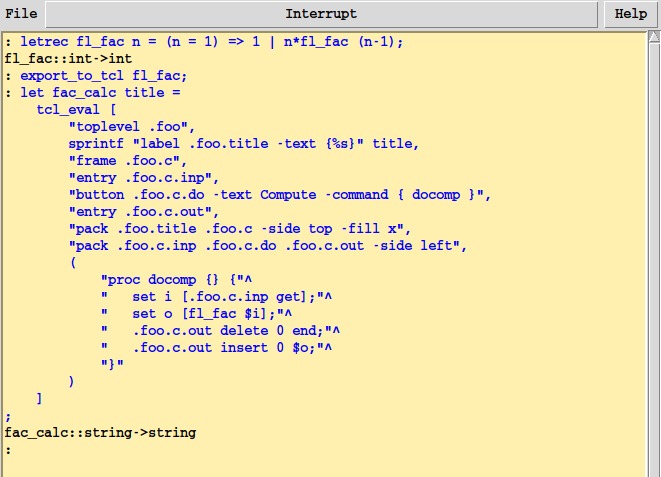 File Interrupt Help
: letrec fl_fac n = (n = 1) => 1 | n*fl_fac (n-1);
fl_fac::int->int
: export_to_tcl fl_fac;
: let fac_calc title =
    tcl_eval [
        "toplevel .foo",
        sprintf "label .foo.title -text {%s}" title,
        "frame .foo.c",
        "entry .foo.c.inp",
        "button .foo.c.do -text Compute -command { docomp }",
        "entry .foo.c.out",
        "pack .foo.title .foo.c -side top -fill x",
        "pack .foo.c.inp .foo.c.do .foo.c.out -side left",
        (
            "proc docomp {} {"^
            "   set i [.foo.c.inp get];"^
            "   set o [fl_fac $i];"^
            "   .foo.c.out delete 0 end;"^
            "   .foo.c.out insert 0 $o;"^
            "}"
        )
    ]
;
fac_calc::string->string
: